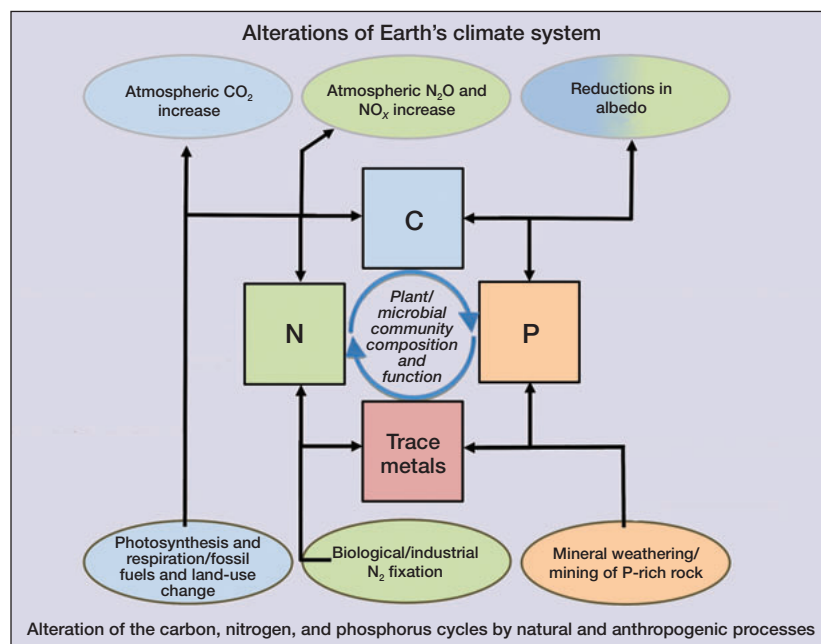 Alterations of Earth's climate system
Atmospheric CO₂
increase
Atmospheric N₂O and
NOₓ increase
Reductions in
albedo
C
N
Plant/
microbial
community
composition
and
function
P
Trace
metals
Photosynthesis and
respiration/fossil
fuels and land-use
change
Biological/industrial
N₂ fixation
Mineral weathering/
mining of P-rich rock
Alteration of the carbon, nitrogen, and phosphorus cycles by natural and anthropogenic processes